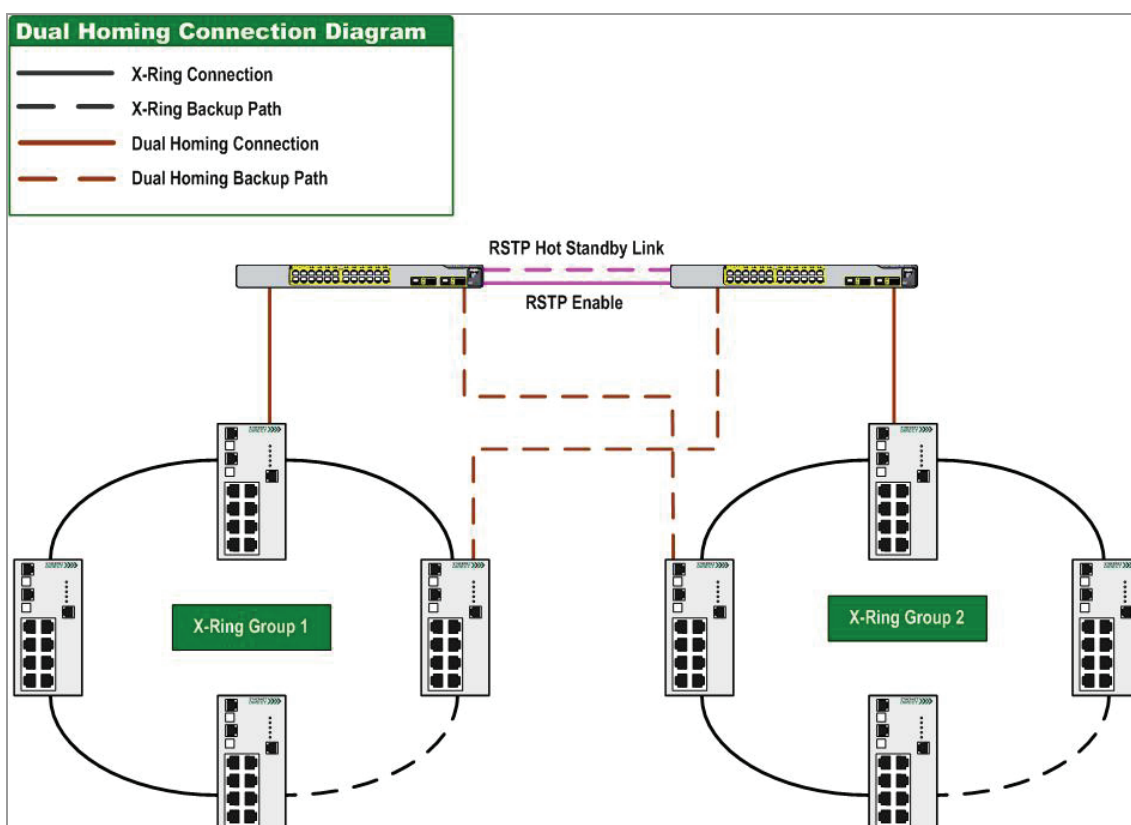 Dual Homing Connection Diagram
X-Ring Connection
X-Ring Backup Path
Dual Homing Connection
Dual Homing Backup Path
RSTP Hot Standby Link
RSTP Enable
X-Ring Group 1
X-Ring Group 2